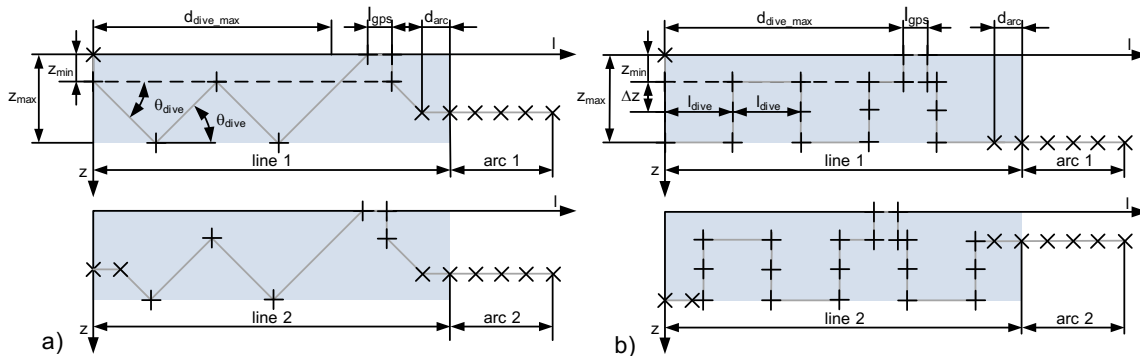 d_dive_max l_gps d_arc l
z_min
z_max
θ_dive θ_dive
line 1 arc 1
z
l
line 2 arc 2
z
a)
d_dive_max l_gps d_arc l
z_min
z_max Δz
l_dive l_dive
line 1 arc 1
z
l
line 2 arc 2
z
b)